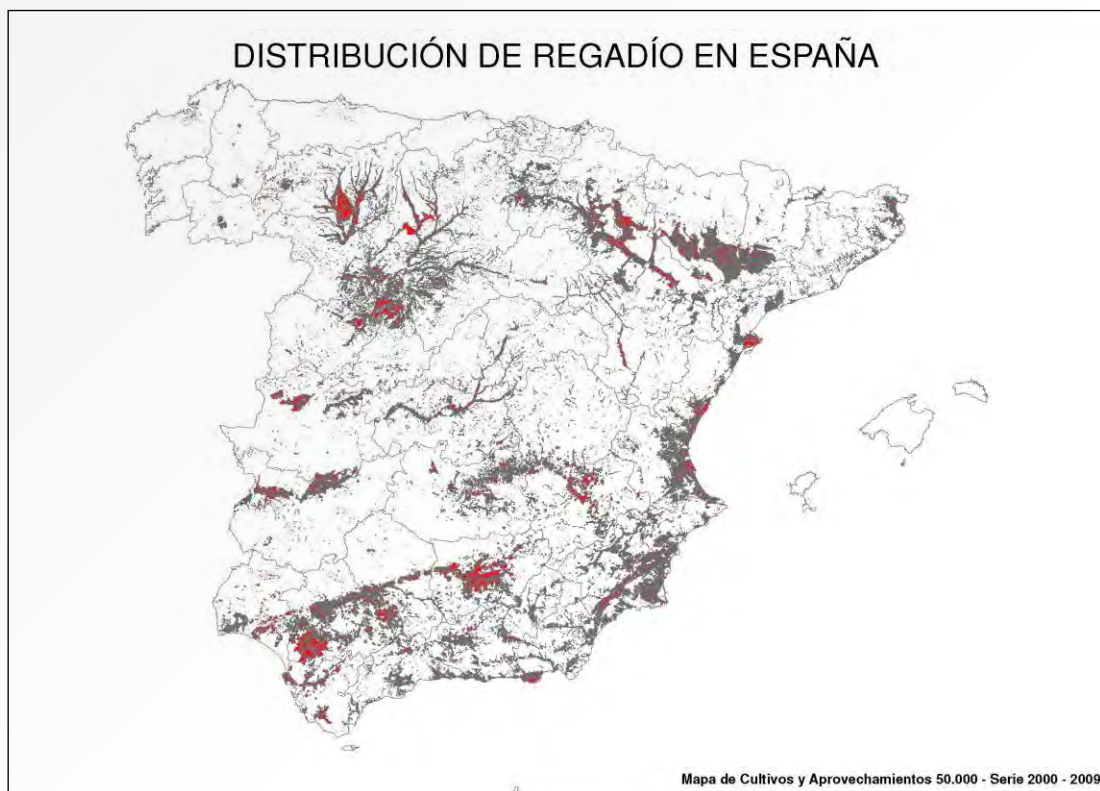 DISTRIBUCIÓN DE REGADÍO EN ESPAÑA
Mapa de Cultivos y Aprovechamientos 50.000 - Serie 2000 - 2009